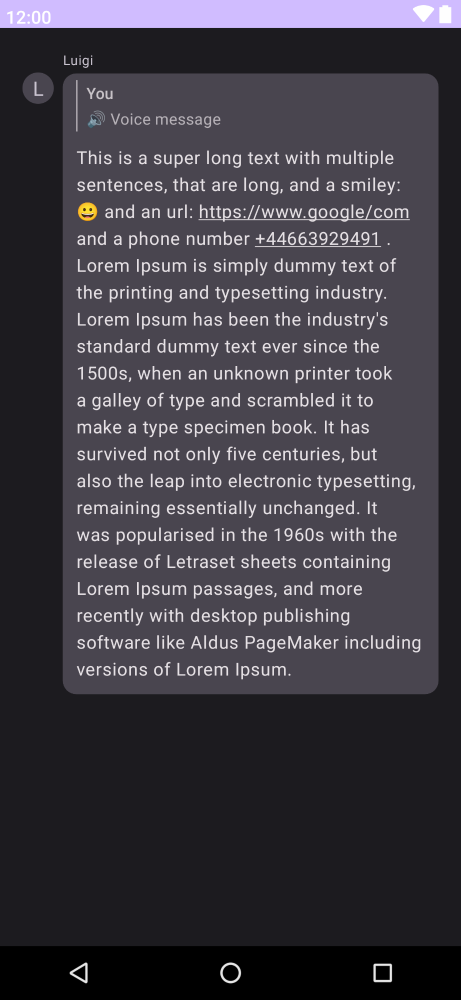 12:00
Luigi
L
You
🔊 Voice message
This is a super long text with multiple
sentences, that are long, and a smiley:
😀 and an url: https://www.google/com
and a phone number +44663929491 .
Lorem Ipsum is simply dummy text of
the printing and typesetting industry.
Lorem Ipsum has been the industry's
standard dummy text ever since the
1500s, when an unknown printer took
a galley of type and scrambled it to
make a type specimen book. It has
survived not only five centuries, but
also the leap into electronic typesetting,
remaining essentially unchanged. It
was popularised in the 1960s with the
release of Letraset sheets containing
Lorem Ipsum passages, and more
recently with desktop publishing
software like Aldus PageMaker including
versions of Lorem Ipsum.